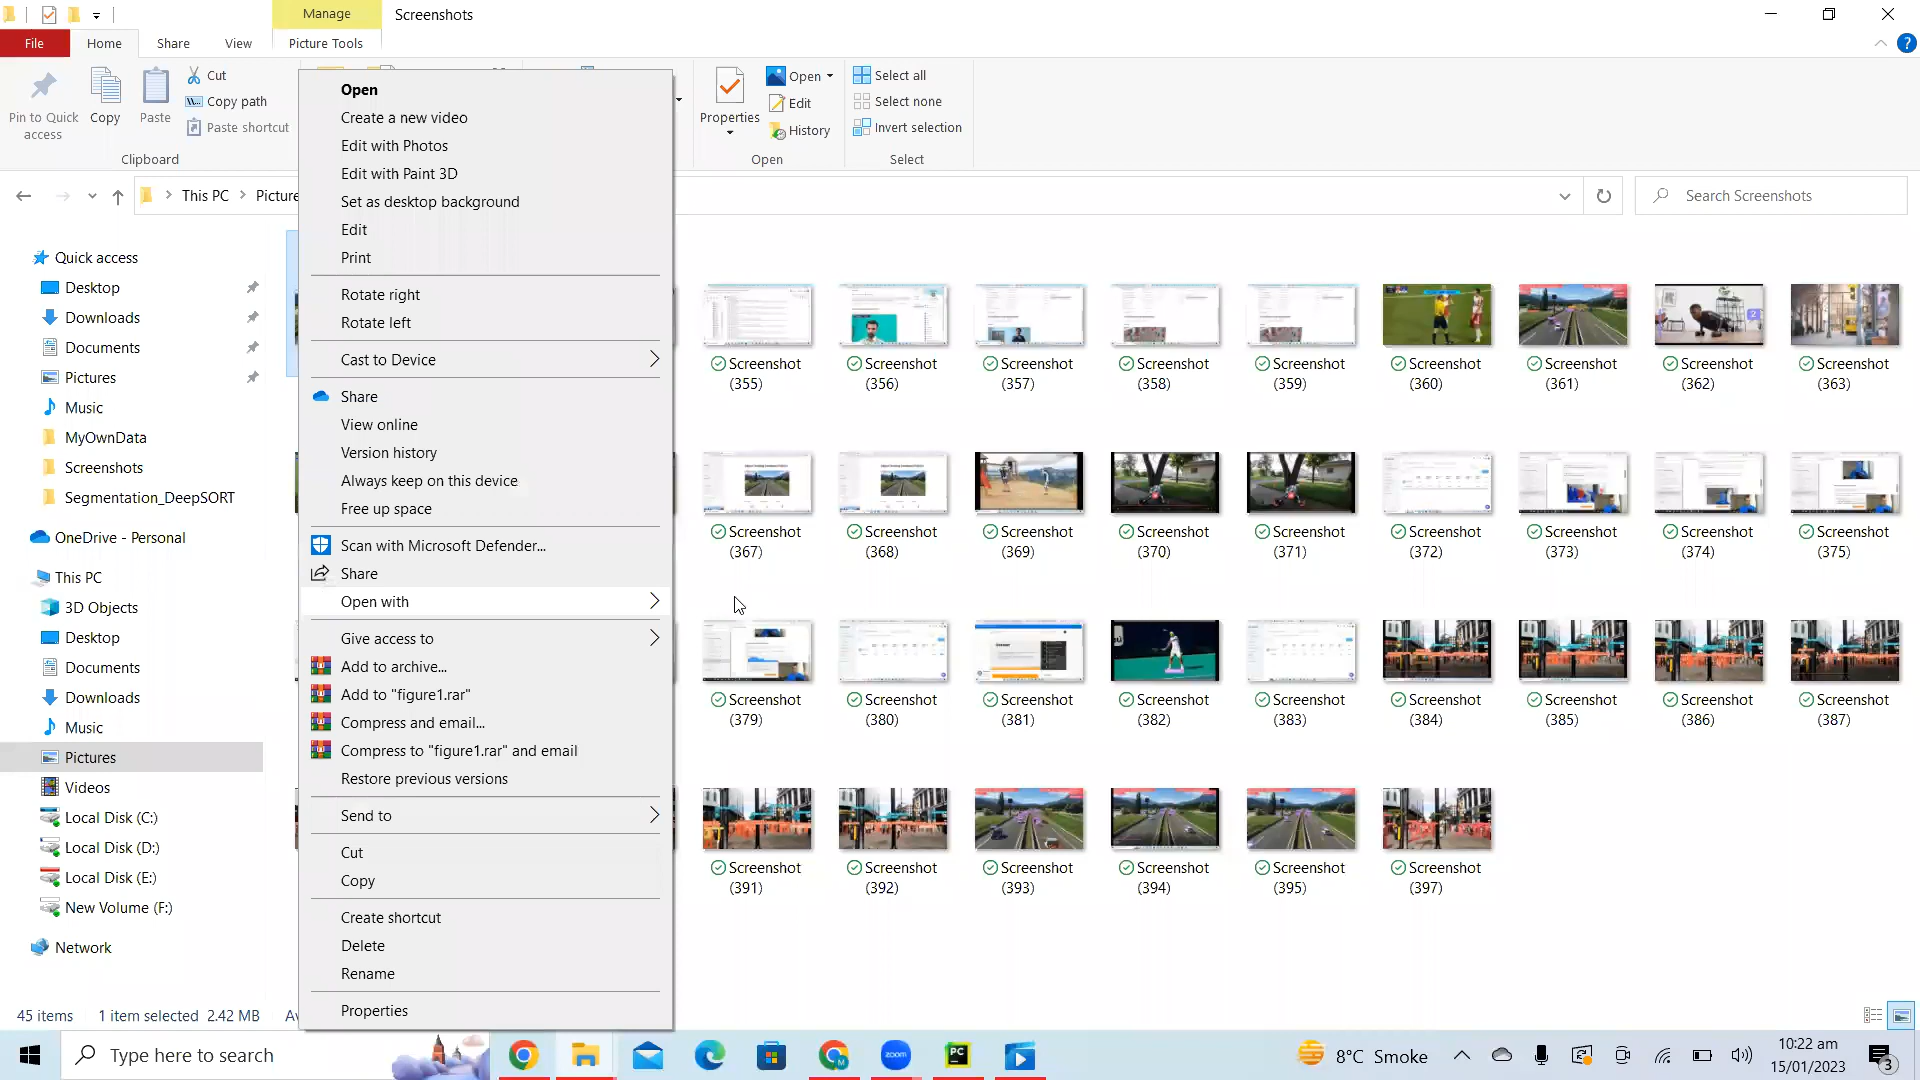 Manage
Screenshots
File
Home
Share
View
Picture Tools
Pin to Quick
access
Copy
Paste
Cut
Copy path
Paste shortcut
Clipboard
Properties
Open
Edit
History
Open
Select all
Select none
Invert selection
Select
This PC
Search Screenshots
Open
Create a new video
Edit with Photos
Edit with Paint 3D
Set as desktop background
Edit
Print
Rotate right
Rotate left
Cast to Device
Share
View online
Version history
Always keep on this device
Free up space
Scan with Microsoft Defender...
Share
Open with
Give access to
Add to archive...
Add to "figure1.rar"
Compress and email...
Compress to "figure1.rar" and email
Restore previous versions
Send to
Cut
Copy
Create shortcut
Delete
Rename
Properties
Quick access
Desktop
Downloads
Documents
Pictures
Music
MyOwnData
Screenshots
Segmentation_DeepSORT
OneDrive - Personal
This PC
3D Objects
Desktop
Documents
Downloads
Music
Pictures
Videos
Local Disk (C:)
Local Disk (D:)
Local Disk (E:)
New Volume (F:)
Network
Screenshot
(355)
Screenshot
(356)
Screenshot
(357)
Screenshot
(358)
Screenshot
(359)
Screenshot
(360)
Screenshot
(361)
Screenshot
(362)
Screenshot
(363)
Screenshot
(367)
Screenshot
(368)
Screenshot
(369)
Screenshot
(370)
Screenshot
(371)
Screenshot
(372)
Screenshot
(373)
Screenshot
(374)
Screenshot
(375)
Screenshot
(379)
Screenshot
(380)
Screenshot
(381)
Screenshot
(382)
Screenshot
(383)
Screenshot
(384)
Screenshot
(385)
Screenshot
(386)
Screenshot
(387)
Screenshot
(391)
Screenshot
(392)
Screenshot
(393)
Screenshot
(394)
Screenshot
(395)
Screenshot
(397)
45 items
1 item selected 2.42 MB
Type here to search
zoom
PC
8°C Smoke
10:22 am
15/01/2023
3